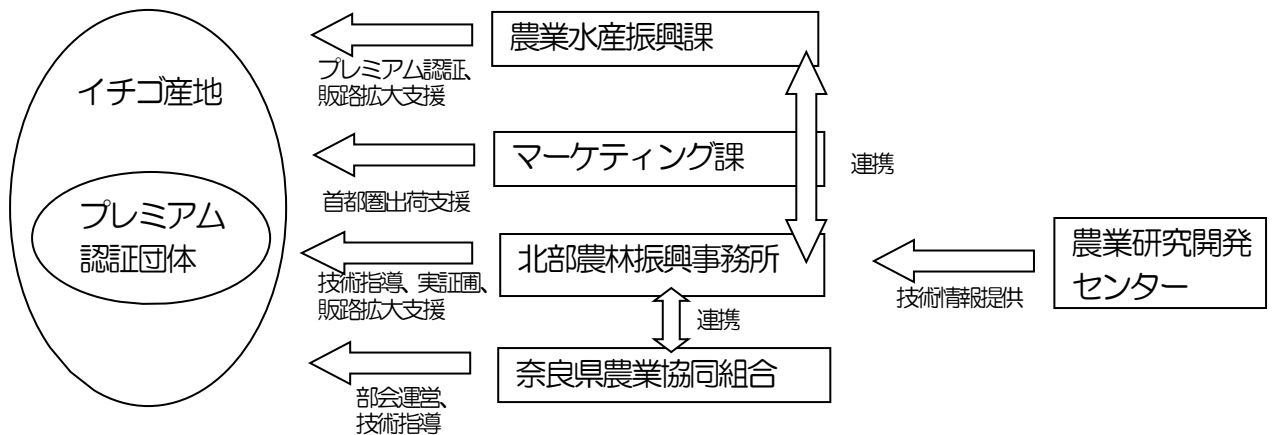 農業水産振興課
プレミアム認証、
販路拡大支援
イチゴ産地
マーケティング課
連携
首都圏出荷支援
プレミアム
認証団体
北部農林振興事務所
農業研究開発
センター
技術指導、実証圃、
販路拡大支援
技術情報提供
連携
奈良県農業協同組合
部会運営、
技術指導